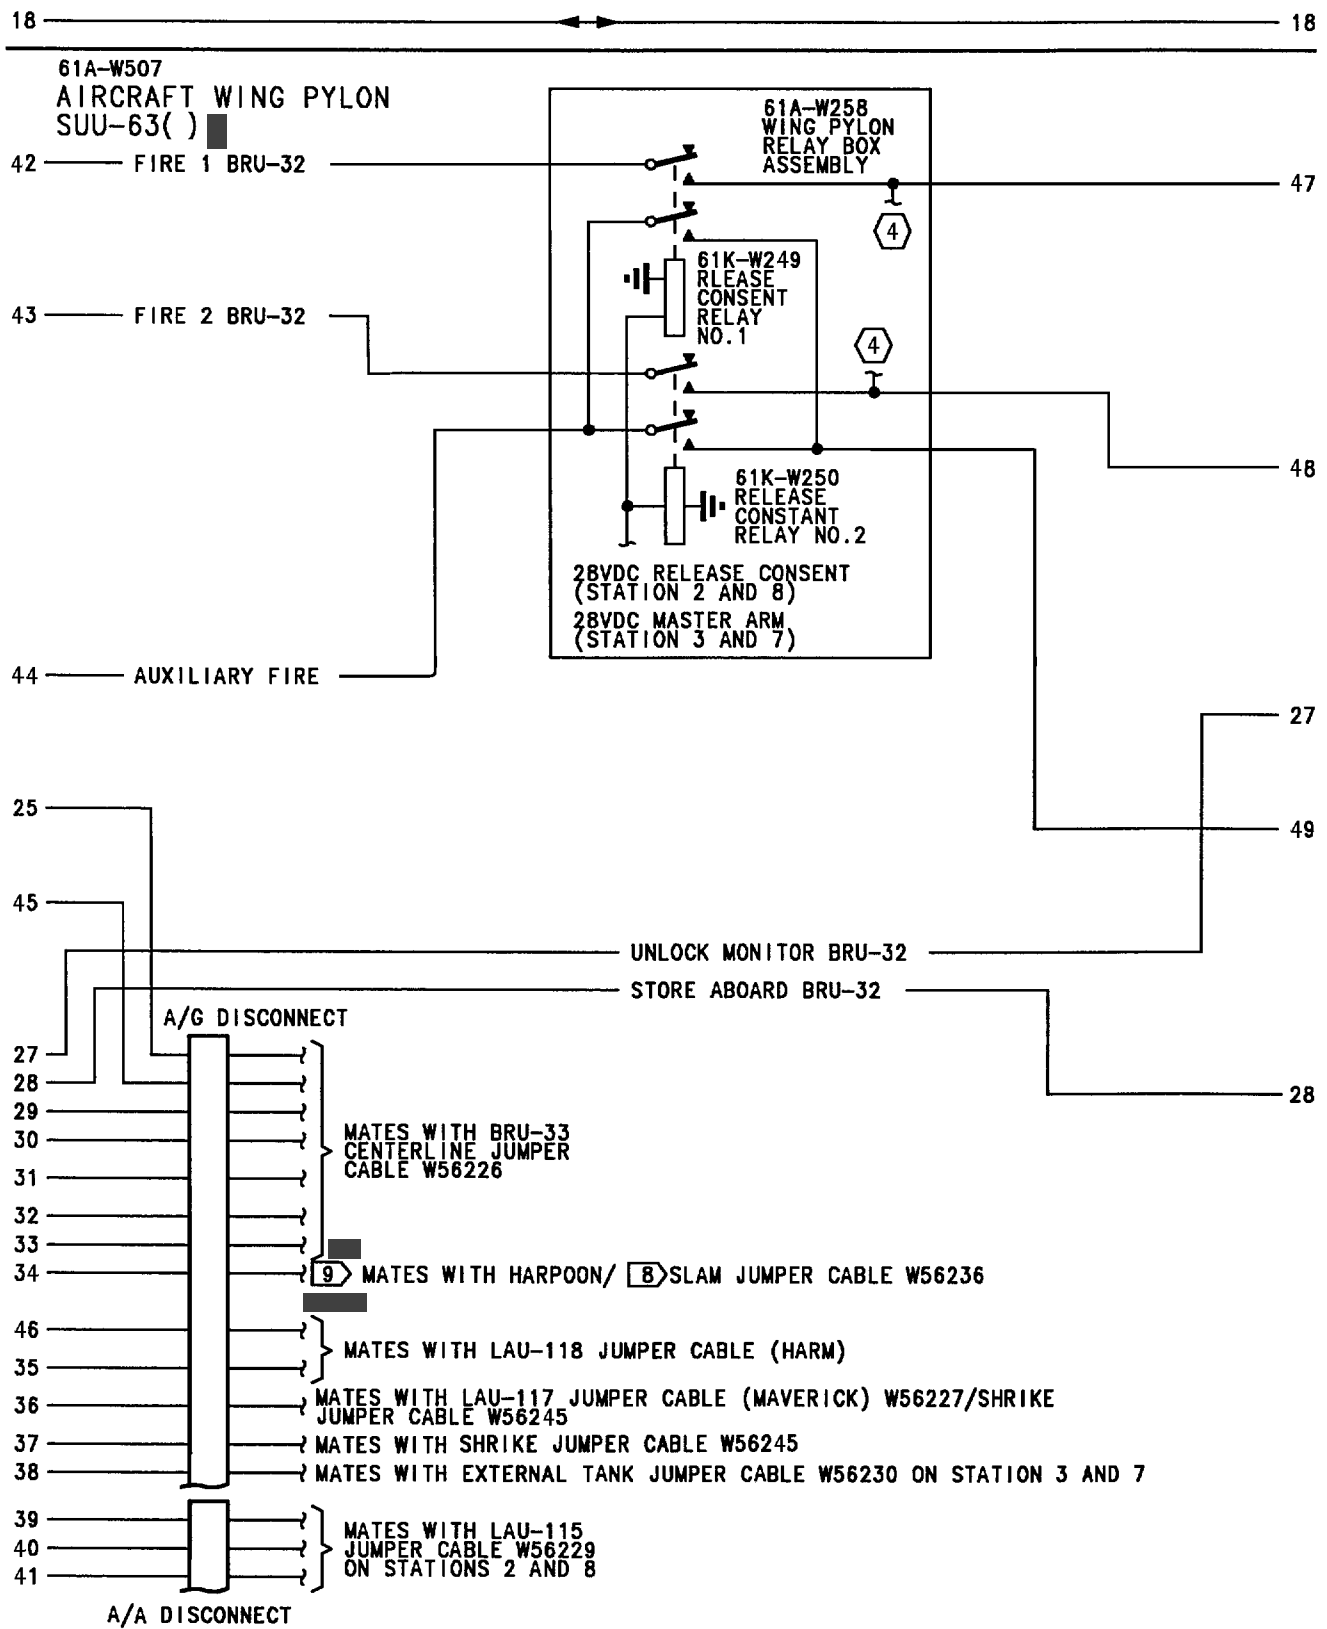 18 18
61A-W507
AIRCRAFT WING PYLON
SUU-63( )
61A-W258
WING PYLON
RELAY BOX
ASSEMBLY
42 FIRE 1 BRU-32
47
4
61K-W249
RLEASE
CONSENT
RELAY
NO.1
43 FIRE 2 BRU-32
4
48
61K-W250
RELEASE
CONSTANT
RELAY NO.2
28VDC RELEASE CONSENT
(STATION 2 AND 8)
28VDC MASTER ARM
(STATION 3 AND 7)
44 AUXILIARY FIRE
27
25
49
45
UNLOCK MONITOR BRU-32
STORE ABOARD BRU-32
A/G DISCONNECT
27
28
28
29
30
31
32
33
MATES WITH BRU-33
CENTERLINE JUMPER
CABLE W56226
34 9 MATES WITH HARPOON/ 8 SLAM JUMPER CABLE W56236
46
35
MATES WITH LAU-118 JUMPER CABLE (HARM)
36 MATES WITH LAU-117 JUMPER CABLE (MAVERICK) W56227/SHRIKE
JUMPER CABLE W56245
37 MATES WITH SHRIKE JUMPER CABLE W56245
38 MATES WITH EXTERNAL TANK JUMPER CABLE W56230 ON STATION 3 AND 7
39
40
41
MATES WITH LAU-115
JUMPER CABLE W56229
ON STATIONS 2 AND 8
A/A DISCONNECT